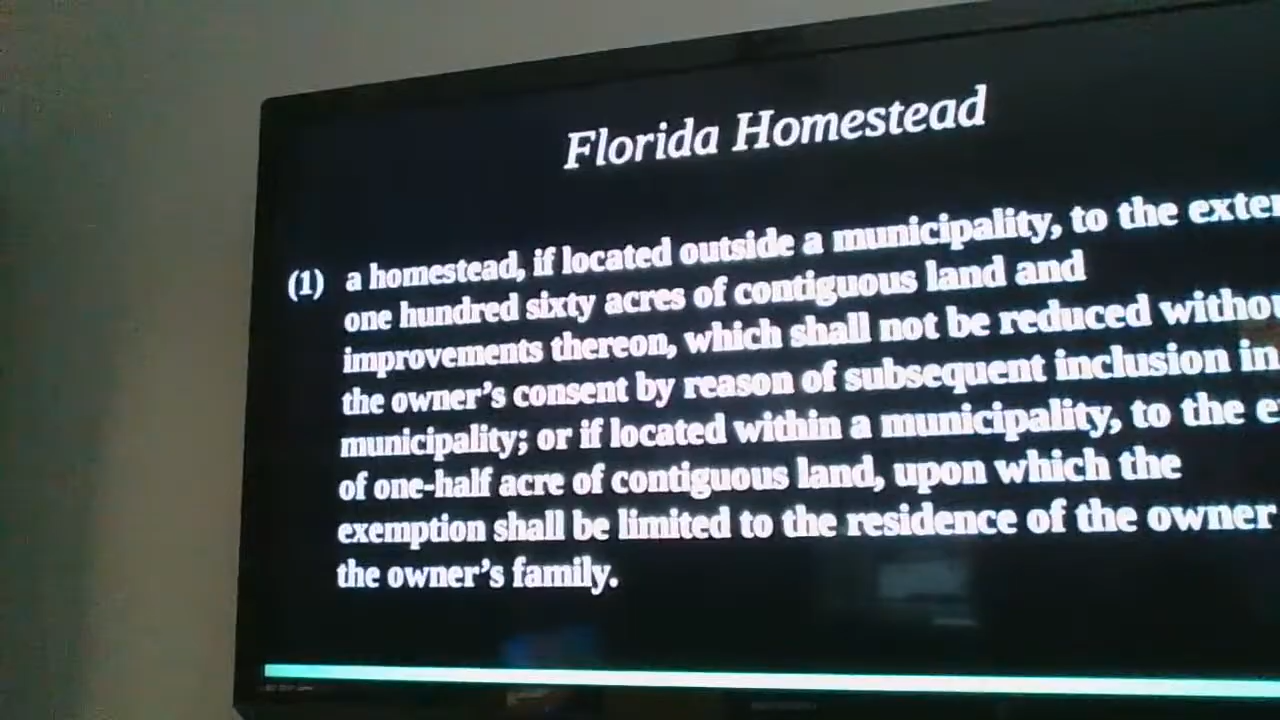 Florida Homestead
(1) a homestead, if located outside a municipality, to the
one hundred sixty acres of contiguous land and
improvements thereon, which shall not be reduced
the owner's consent by reason of subsequent inclusion in
municipality; or if located within a municipality, to the
of one-half acre of contiguous land, upon which the
exemption shall be limited to the residence of the owner
the owner's family.